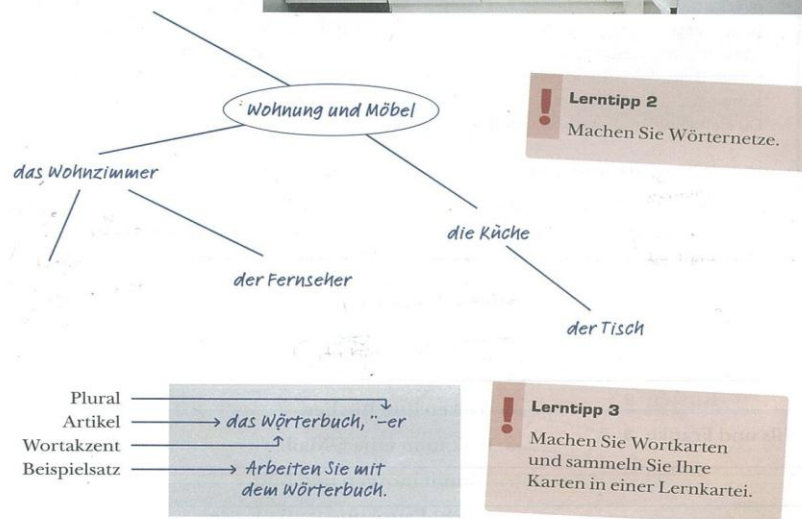 Wohnung und Möbel
Lerntipp 2
Machen Sie Wörternetze.
das Wohnzimmer
die Küche
der Fernseher
der Tisch
Plural
Artikel
das Wörterbuch, ¨-er
Wortakzent
Beispielsatz
Arbeiten Sie mit
dem Wörterbuch.
Lerntipp 3
Machen Sie Wortkarten
und sammeln Sie Ihre
Karten in einer Lernkartei.